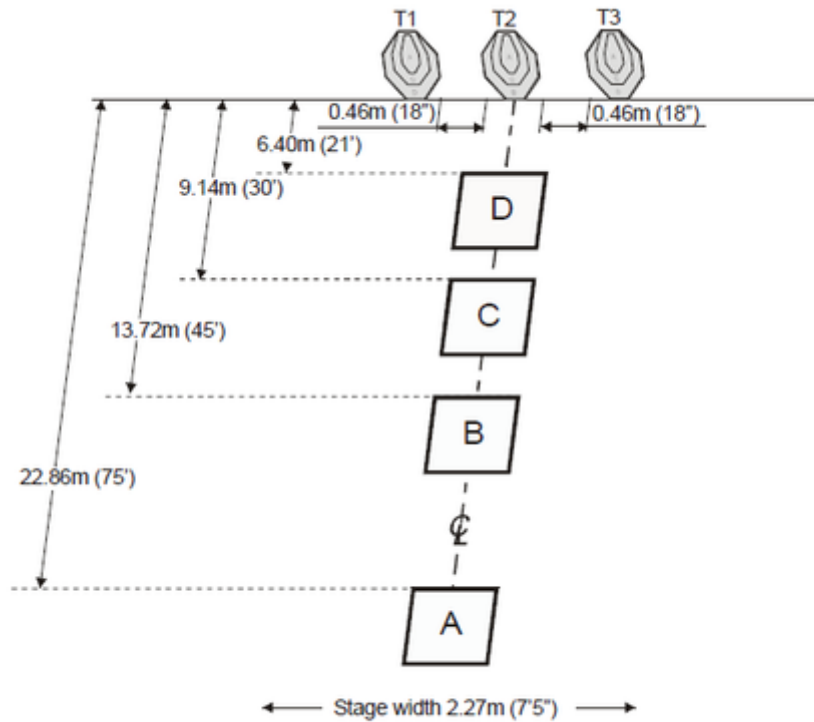 T1 T2 T3
0.46m (18") 0.46m (18")
6.40m (21')
9.14m (30')
D
C
13.72m (45')
B
22.86m (75')
℄
A
Stage width 2.27m (7'5")